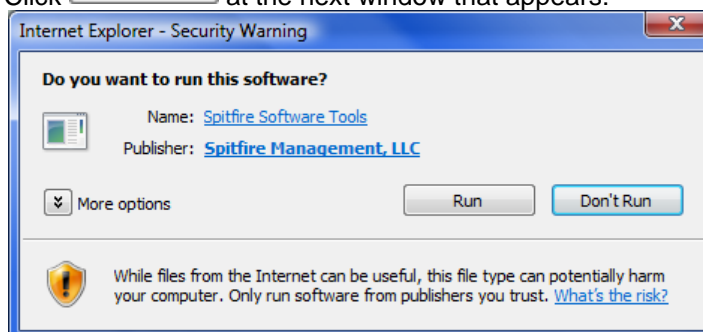 Click at the next window that appears.
Internet Explorer - Security Warning
Do you want to run this software?
Name: Spitfire Software Tools
Publisher: Spitfire Management, LLC
More options
Run
Don't Run
While files from the Internet can be useful, this file type can potentially harm
your computer. Only run software from publishers you trust. What's the risk?